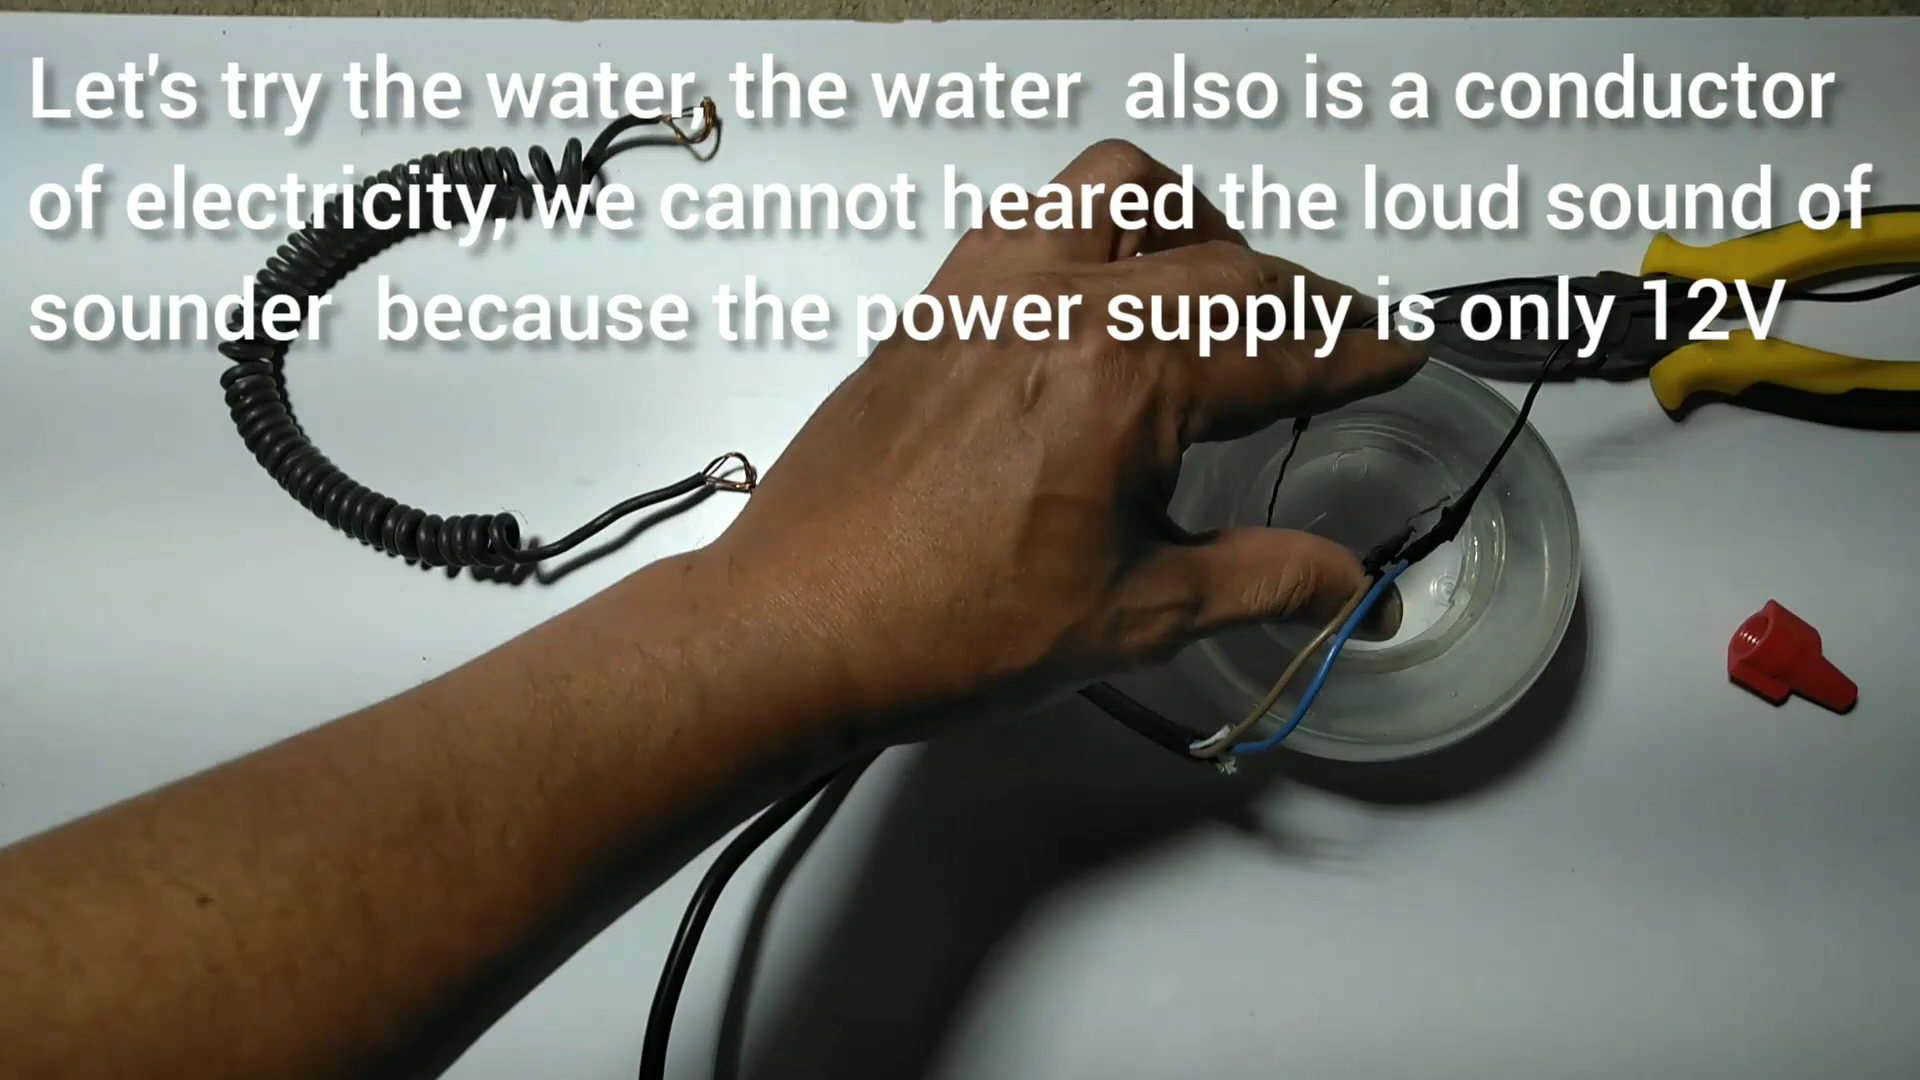 Let's try the water, the water also is a conductor
of electricity, we cannot heared the loud sound of
sounder because the power supply is only 12V